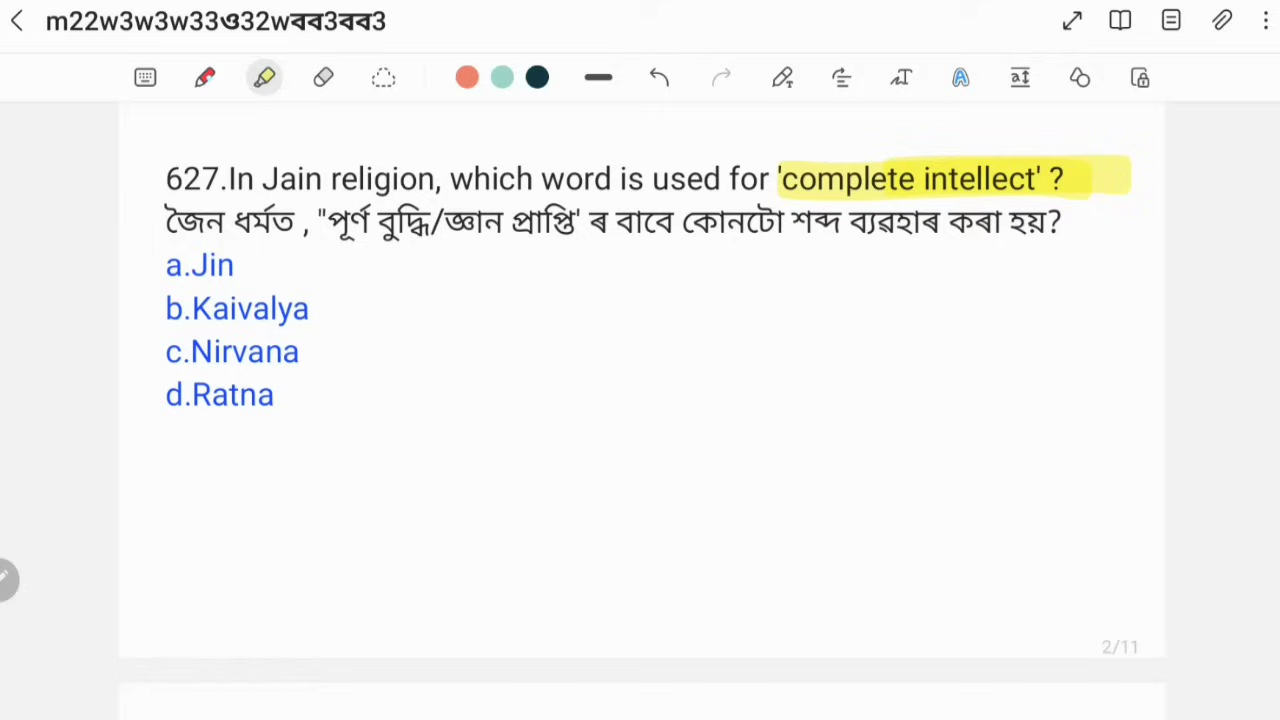 m22w3w3w33ও32wবব3বব3
627.In Jain religion, which word is used for 'complete intellect' ?
জৈন ধৰ্মত , "পূৰ্ণ বুদ্ধি/জ্ঞান প্ৰাপ্তি' ৰ বাবে কোনটো শব্দ ব্যৱহাৰ কৰা হয়?
a.Jin
b.Kaivalya
c.Nirvana
d.Ratna
2/11